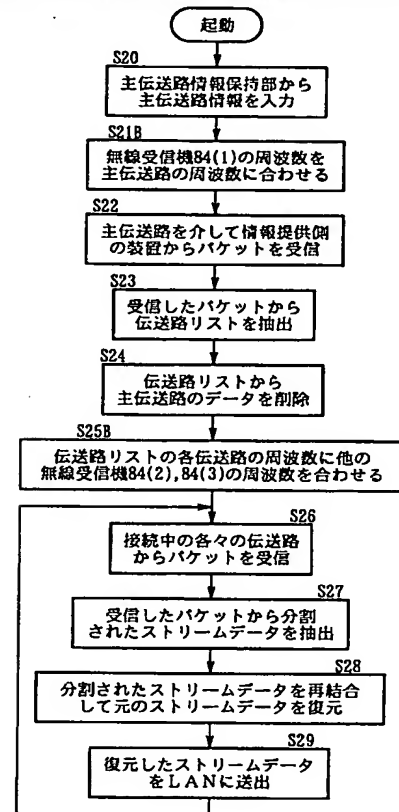 起動
S20
主伝送路情報保持部から
主伝送路情報を入力
S21B
無線受信機84(1)の周波数を
主伝送路の周波数に合わせる
S22
主伝送路を介して情報提供側
の装置からパケットを受信
S23
受信したパケットから
伝送路リストを抽出
S24
伝送路リストから
主伝送路のデータを削除
S25B
伝送路リストの各伝送路の周波数に他の
無線受信機84(2),84(3)の周波数を合わせる
S26
接続中の各々の伝送路
からパケットを受信
S27
受信したパケットから分割
されたストリームデータを抽出
S28
分割されたストリームデータを再結合
して元のストリームデータを復元
S29
復元したストリームデータ
をLANに送出